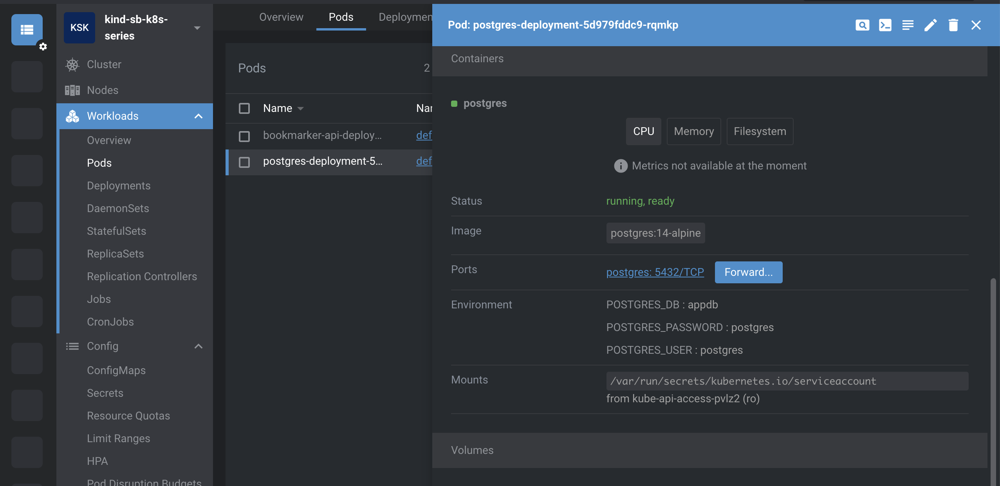 KSK
kind-sb-k8s-
series
Cluster
Nodes
Workloads
Overview
Pods
Deployments
DaemonSets
StatefulSets
ReplicaSets
Replication Controllers
Jobs
CronJobs
Config
ConfigMaps
Secrets
Resource Quotas
Limit Ranges
HPA
Pod Disruption Budgets
Overview Pods Deploymen
Pods 2
Name Nar
bookmarker-api-deploy... def
postgres-deployment-5... def
Pod: postgres-deployment-5d979fddc9-rqmkp
Containers
postgres
CPU Memory Filesystem
Metrics not available at the moment
Status running, ready
Image postgres:14-alpine
Ports postgres: 5432/TCP Forward...
Environment POSTGRES_DB : appdb
POSTGRES_PASSWORD : postgres
POSTGRES_USER : postgres
Mounts /var/run/secrets/kubernetes.io/serviceaccount
from kube-api-access-pvlz2 (ro)
Volumes